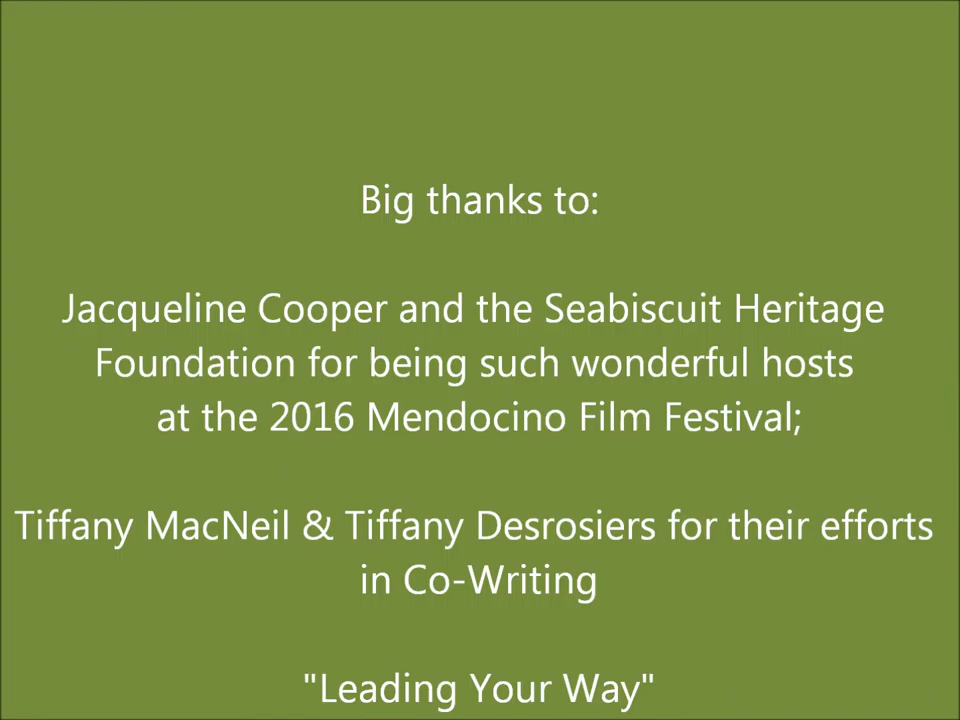 Big thanks to:
Jacqueline Cooper and the Seabiscuit Heritage
Foundation for being such wonderful hosts
at the 2016 Mendocino Film Festival;
Tiffany MacNeil & Tiffany Desrosiers for their efforts
in Co-Writing
"Leading Your Way"